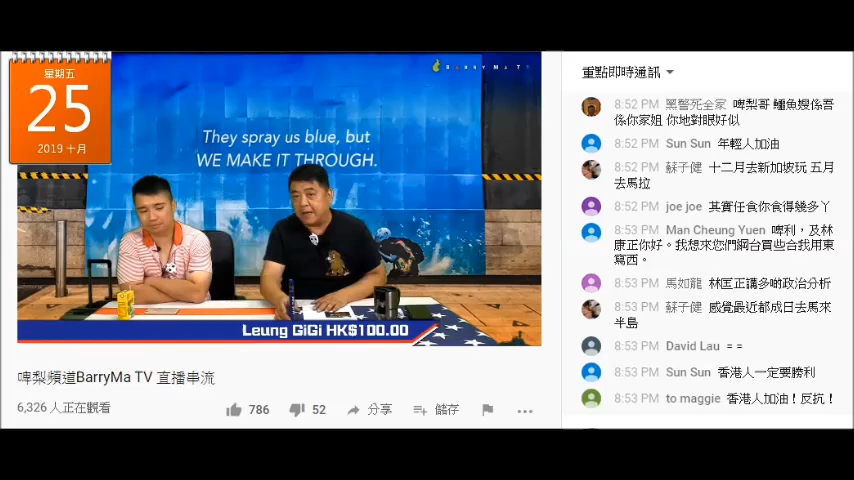 星期五
25
2019 十月
BARRY MA TV
They spray us blue, but
WE MAKE IT THROUGH.
Leung GiGi HK$100.00
啤梨頻道BarryMa TV 直播串流
6,326 人正在觀看
786
52
分享
儲存
重點即時通訊
8:52 PM 黑警死全家 啤梨哥 鱷魚嫂係吾
係你家姐 你地對眼好似
8:52 PM Sun Sun 年輕人加油
8:52 PM 蘇子健 十二月去新加坡玩 五月
去馬拉
8:52 PM joe joe 其實任食你食得幾多丫
8:53 PM Man Cheung Yuen 啤利，及林
康正你好。我想來您們網台買些合我用東
寫西。
8:53 PM 馬如龍 林匡正講多啲政治分析
8:53 PM 蘇子健 感覺最近都成日去馬來
半島
8:53 PM David Lau = =
8:53 PM Sun Sun 香港人一定要勝利
8:53 PM to maggie 香港人加油！反抗！